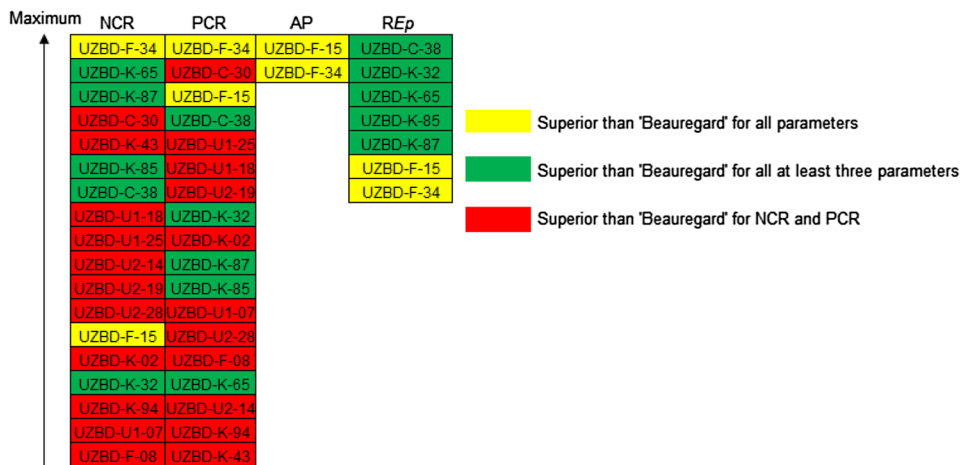 Maximum NCR PCR AP REp
UZBD-F-34 UZBD-F-34 UZBD-F-15 UZBD-C-38
UZBD-K-65 UZBD-C-30 UZBD-F-34 UZBD-K-32
UZBD-K-87 UZBD-F-15 UZBD-K-65
UZBD-C-30 UZBD-C-38 UZBD-K-85
Superior than 'Beauregard' for all parameters
UZBD-K-43 UZBD-U1-25 UZBD-K-87
UZBD-K-85 UZBD-U1-18 UZBD-F-15
Superior than 'Beauregard' for all at least three parameters
UZBD-C-38 UZBD-U2-19 UZBD-F-34
UZBD-U1-18 UZBD-K-32
Superior than 'Beauregard' for NCR and PCR
UZBD-U1-25 UZBD-K-02
UZBD-U2-14 UZBD-K-87
UZBD-U2-19 UZBD-K-85
UZBD-U2-28 UZBD-U1-07
UZBD-F-15 UZBD-U2-28
UZBD-K-02 UZBD-F-08
UZBD-K-32 UZBD-K-65
UZBD-K-94 UZBD-U2-14
UZBD-U1-07 UZBD-K-94
UZBD-F-08 UZBD-K-43